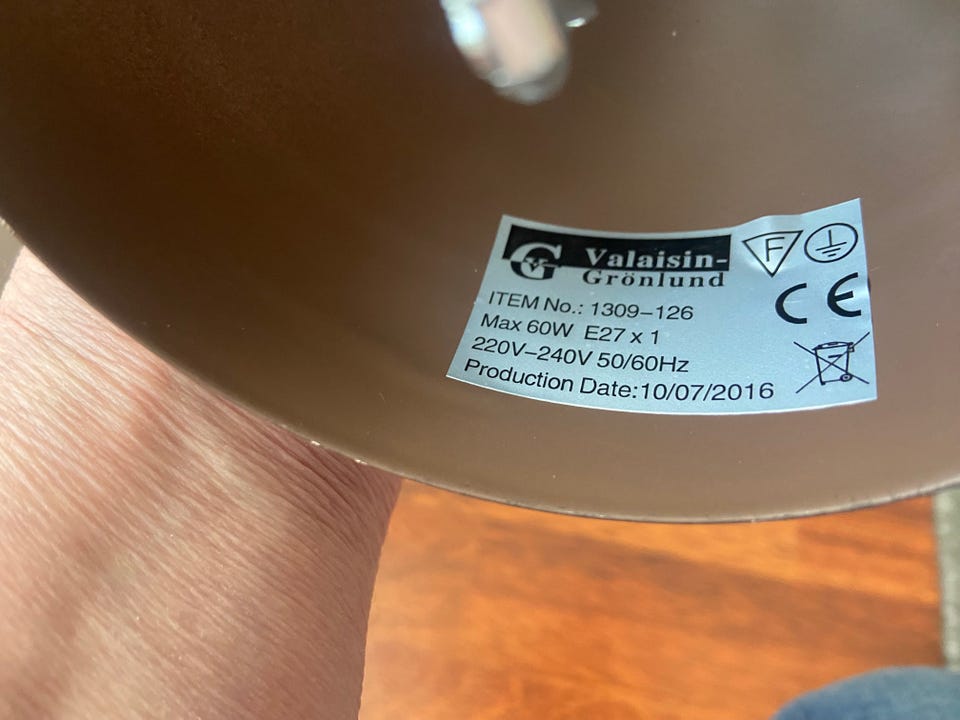 GV Valaisin-
Grönlund
F
CE
ITEM No.: 1309-126
Max 60W E27 x 1
220V-240V 50/60Hz
Production Date:10/07/2016